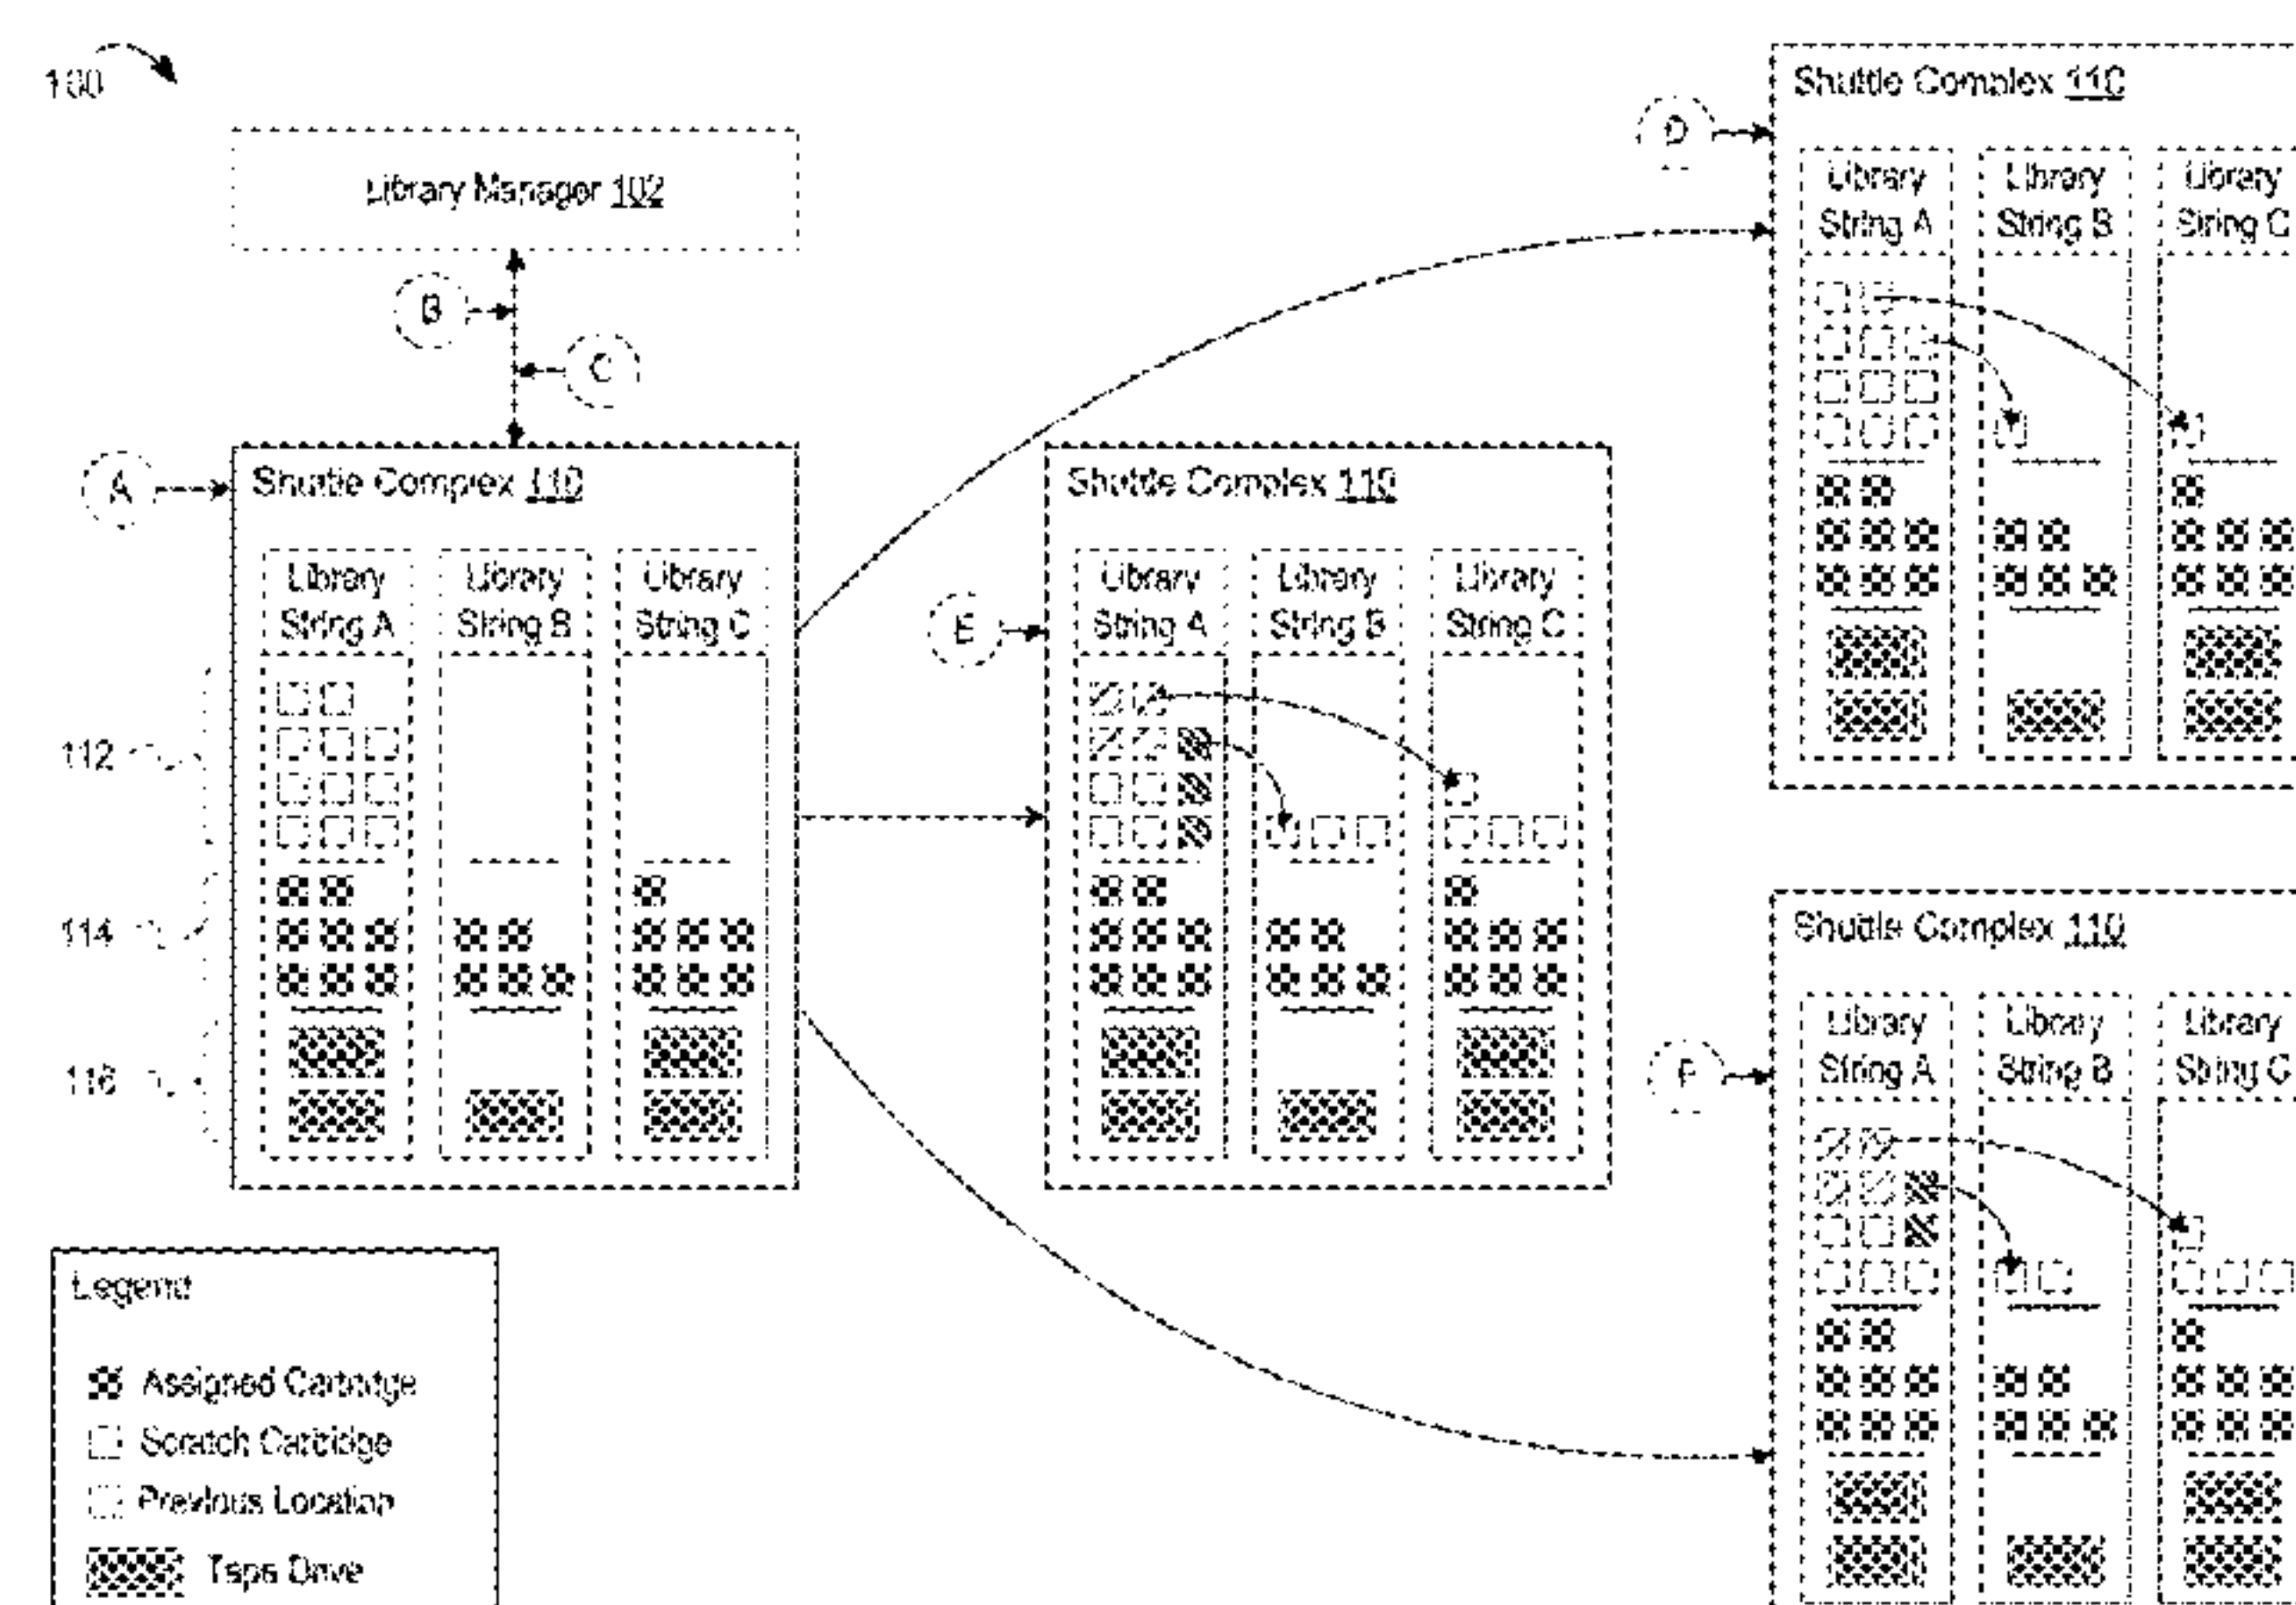 100
Library Manager 102
B
C
A
Shuttle Complex 110
Library
String A
Library
String B
Library
String C
112
114
116
E
Shuttle Complex 110
Library
String A
Library
String B
Library
String C
D
Shuttle Complex 110
Library
String A
Library
String B
Library
String C
F
Shuttle Complex 110
Library
String A
Library
String B
Library
String C
Legend
Assigned Cartridge
Scratch Cartridge
Previous Location
Tape Drive